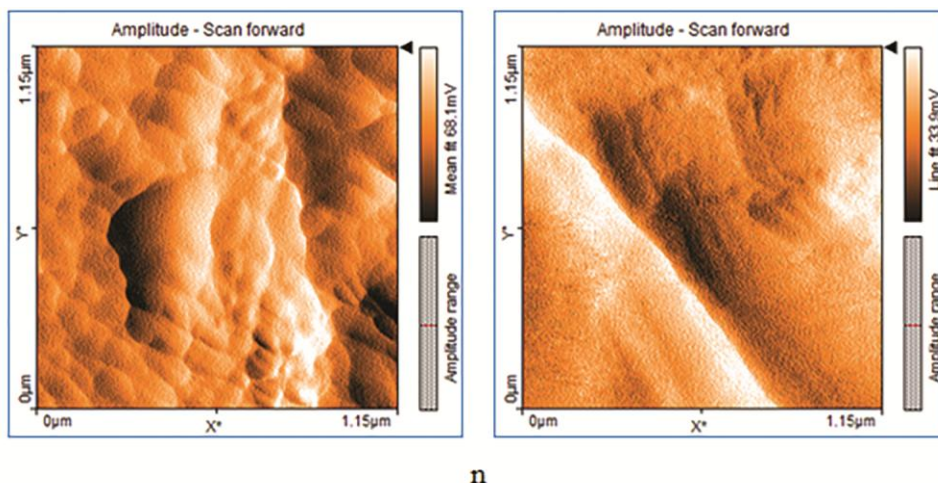 Amplitude - Scan forward
1.15µm
Y*
0µm
0µm
X*
1.15µm
Mean fit 68.1mV
Amplitude range
Amplitude - Scan forward
1.15µm
Y*
0µm
0µm
X*
1.15µm
Line fit 33.9mV
Amplitude range
n